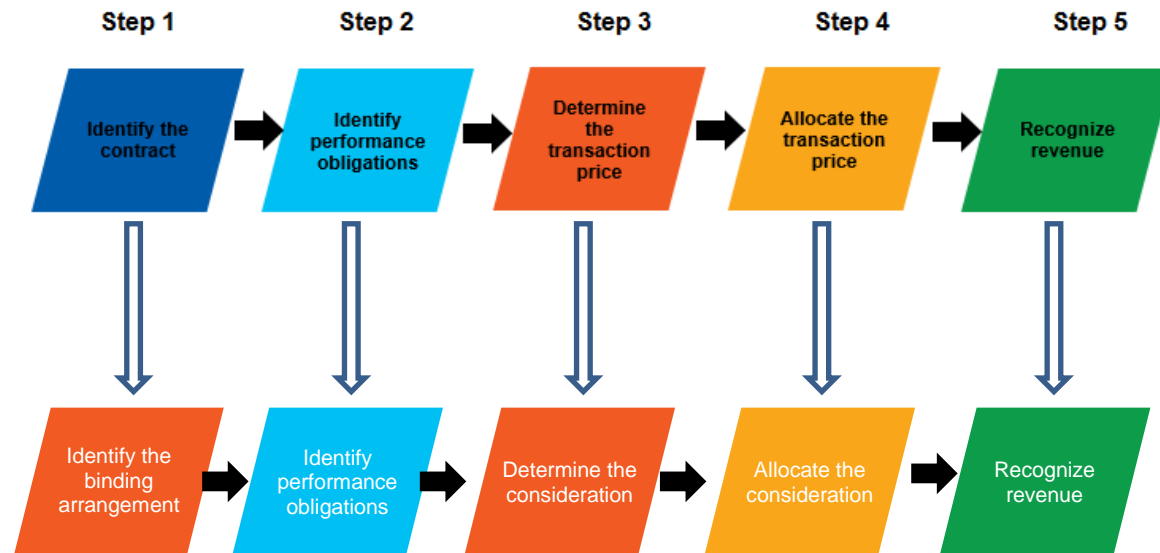 Step 1
Step 2
Step 3
Step 4
Step 5
Identify the
contract
Identify
performance
obligations
Determine
the
transaction
price
Allocate the
transaction
price
Recognize
revenue
Identify the
binding
arrangement
Identify
performance
obligations
Determine the
consideration
Allocate the
consideration
Recognize
revenue